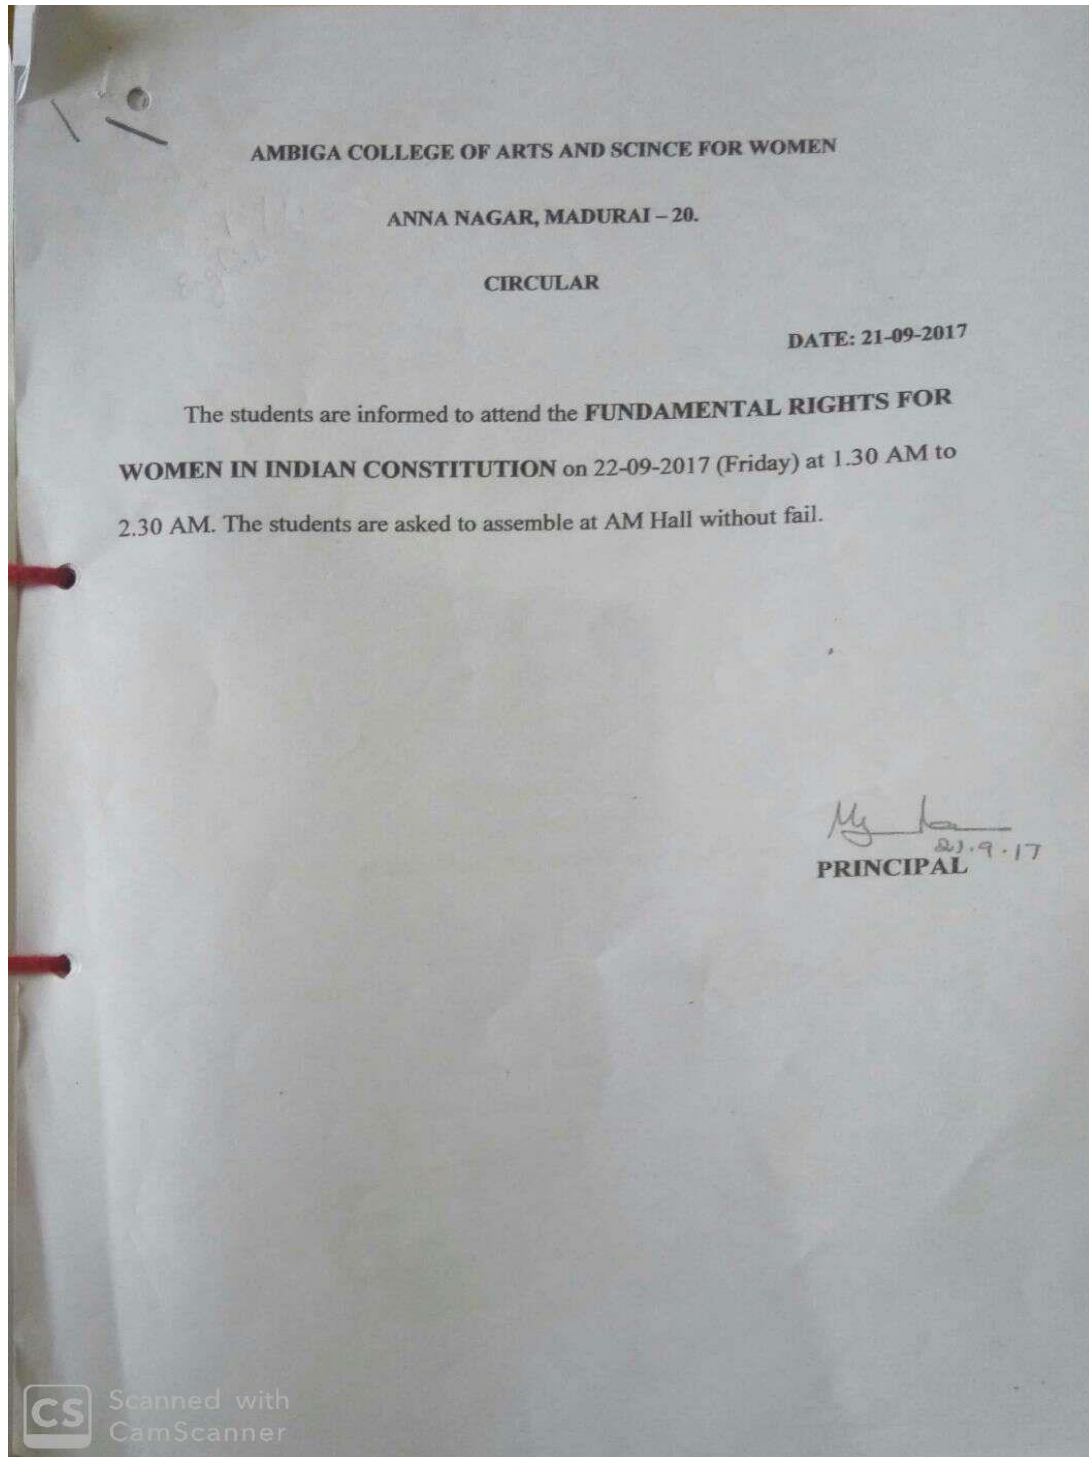 AMBIGA COLLEGE OF ARTS AND SCINCE FOR WOMEN
ANNA NAGAR, MADURAI – 20.
CIRCULAR
DATE: 21-09-2017
The students are informed to attend the FUNDAMENTAL RIGHTS FOR
WOMEN IN INDIAN CONSTITUTION on 22-09-2017 (Friday) at 1.30 AM to
2.30 AM. The students are asked to assemble at AM Hall without fail.
21.9.17
PRINCIPAL
CS Scanned with
CamScanner